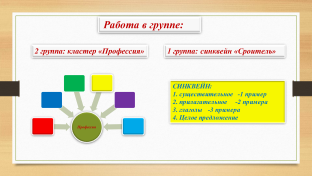 Работа в группе:
2 группа: кластер «Профессия»
1 группа: синквейн «Строитель»
Профессия
СИНКВЕЙН:
1. существительное -1 пример
2. прилагательное -2 примера
3. глаголы -3 примера
4. Целое предложение